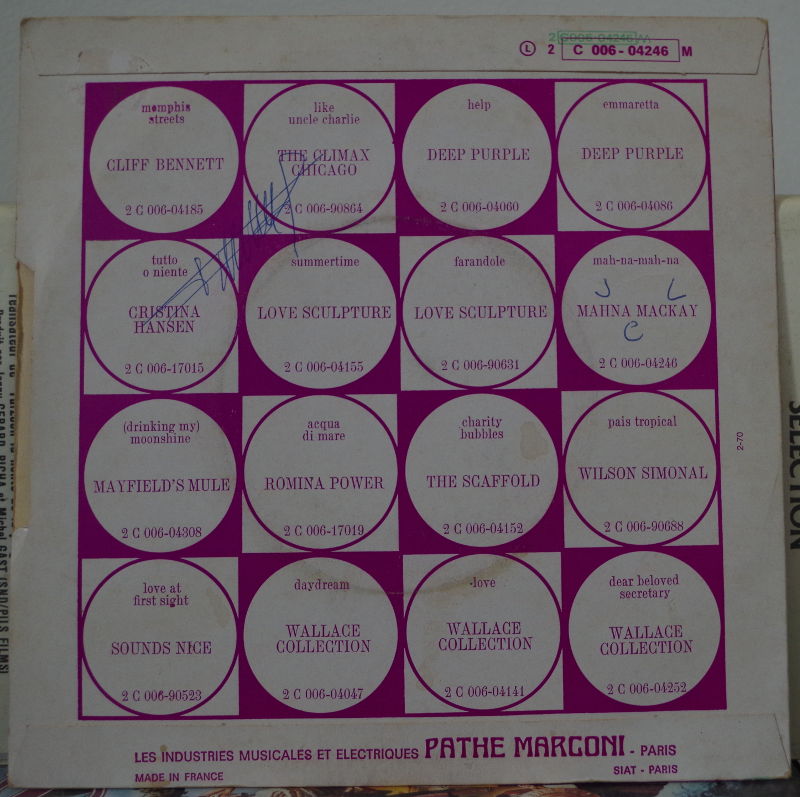 2 C006-04246 M
Ⓛ 2 C 006 - 04246 M
memphis
streets
CLIFF BENNETT
2 C 006-04185
like
uncle charlie
THE CLIMAX
CHICAGO
2 C 006-90864
help
DEEP PURPLE
2 C 006-04060
emmaretta
DEEP PURPLE
2 C 006-04086
tutto
o niente
CRISTINA
HANSEN
2 C 006-17015
summertime
LOVE SCULPTURE
2 C 006-04155
farandole
LOVE SCULPTURE
2 C 006-90631
mah-na-mah-na
J L
MAHNA MACKAY
C
2 C 006-04246
(drinking my)
moonshine
MAYFIELD'S MULE
2 C 006-04308
acqua
di mare
ROMINA POWER
2 C 006-17019
charity
bubbles
THE SCAFFOLD
2 C 006-04152
pais tropical
WILSON SIMONAL
2 C 006-90688
2-70
love at
first sight
SOUNDS NICE
2 C 006-90523
daydream
WALLACE
COLLECTION
2 C 006-04047
love
WALLACE
COLLECTION
2 C 006-04141
dear beloved
secretary
WALLACE
COLLECTION
2 C 006-04252
LES INDUSTRIES MUSICALES ET ELECTRIQUES PATHE MARCONI - PARIS
MADE IN FRANCE
SIAT - PARIS
SELECTION